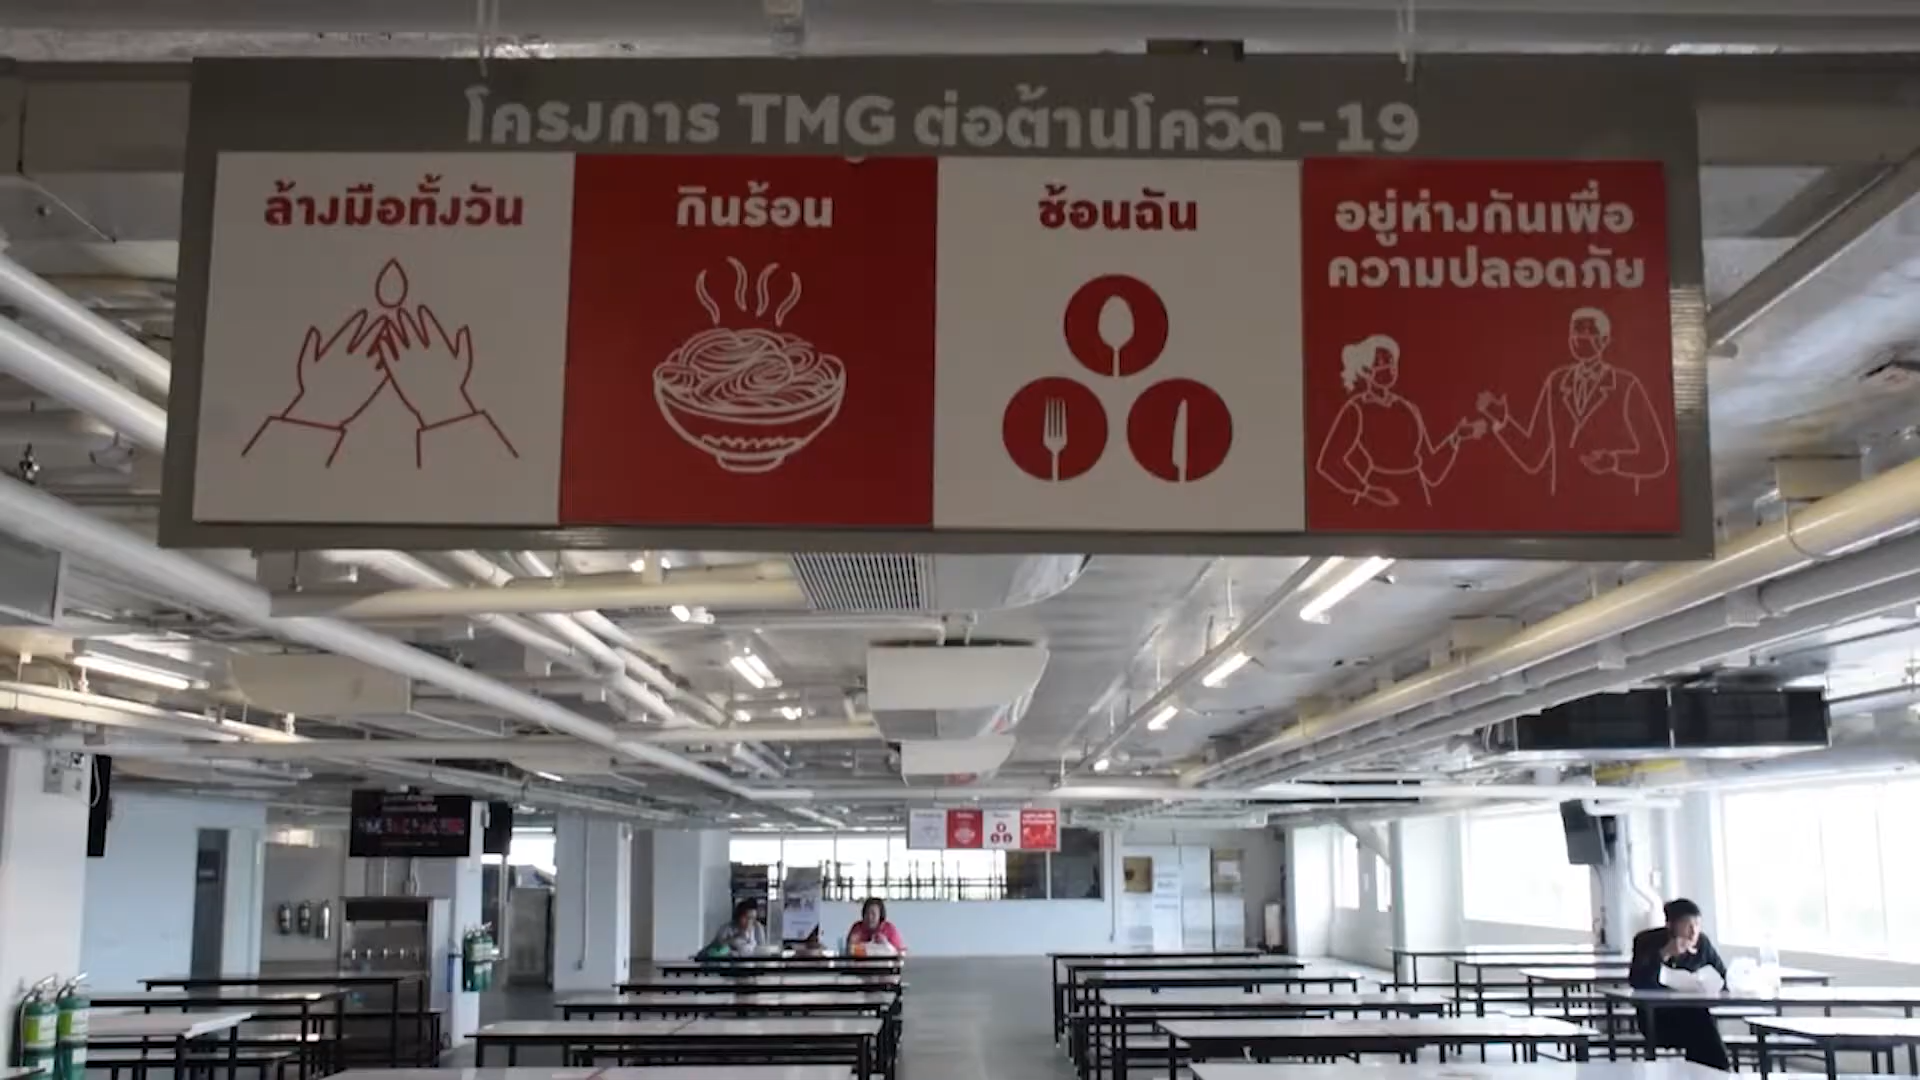 โครงการ TMG ต่อต้านโควิด - 19
ล้างมือทั้งวัน
กินร้อน
ช้อนฉัน
อยู่ห่างกันเพื่อ
ความปลอดภัย